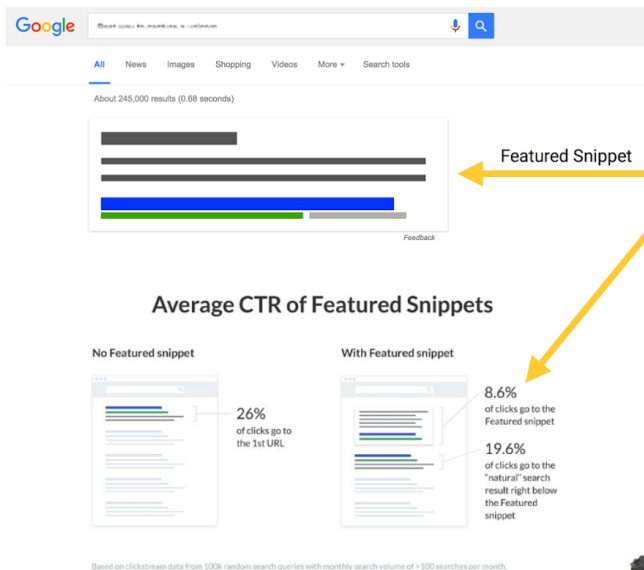 Google
All News Images Shopping Videos More Search tools
About 245,000 results (0.68 seconds)
Featured Snippet
Feedback
Average CTR of Featured Snippets
No Featured snippet
With Featured snippet
26%
of clicks go to
the 1st URL
8.6%
of clicks go to the
Featured snippet
19.6%
of clicks go to the
"natural" search
result right below
the Featured
snippet
Based on clickstream data from 100k random search queries with monthly search volume of >100 searches per month.